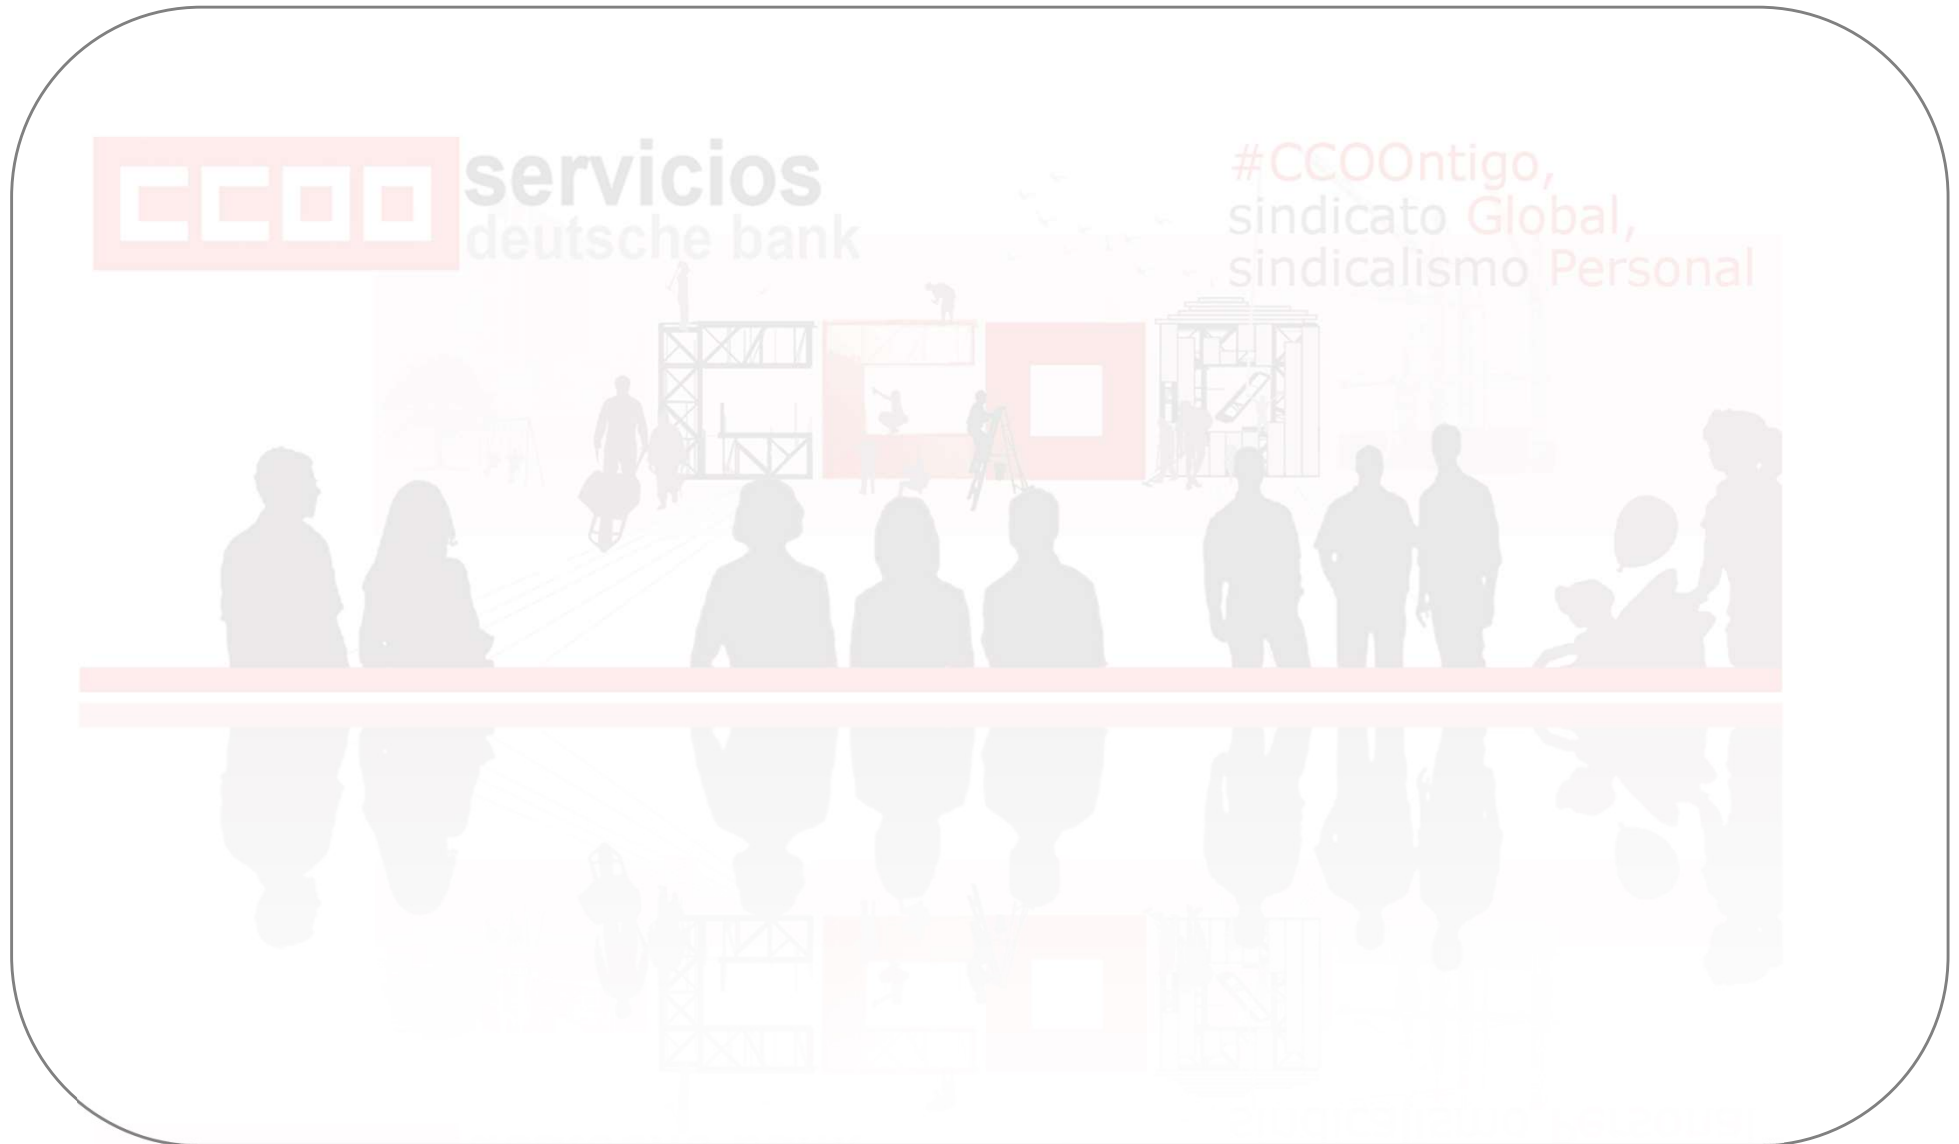 CCOO servicios
deutsche bank
#CCOOntigo,
sindicato Global,
sindicalismo Personal